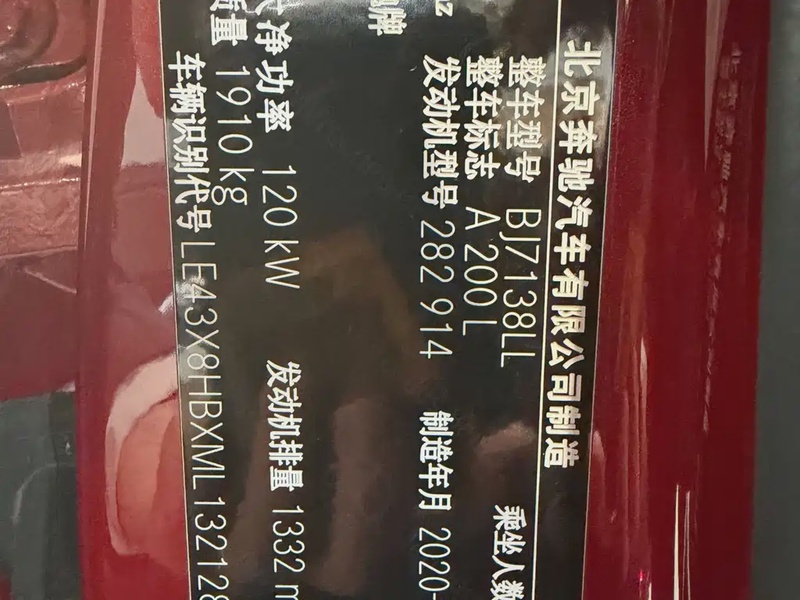 北京奔驰汽车有限公司制造
整车型号 BJ7138LL 乘坐人数
整车标志 A 200 L
nz 发动机型号 282 914 制造年月 2020-
牌
净功率 120 kW 发动机排量 1332 m
质量 1910 kg
车辆识别代号 LE43X8HBXML132128